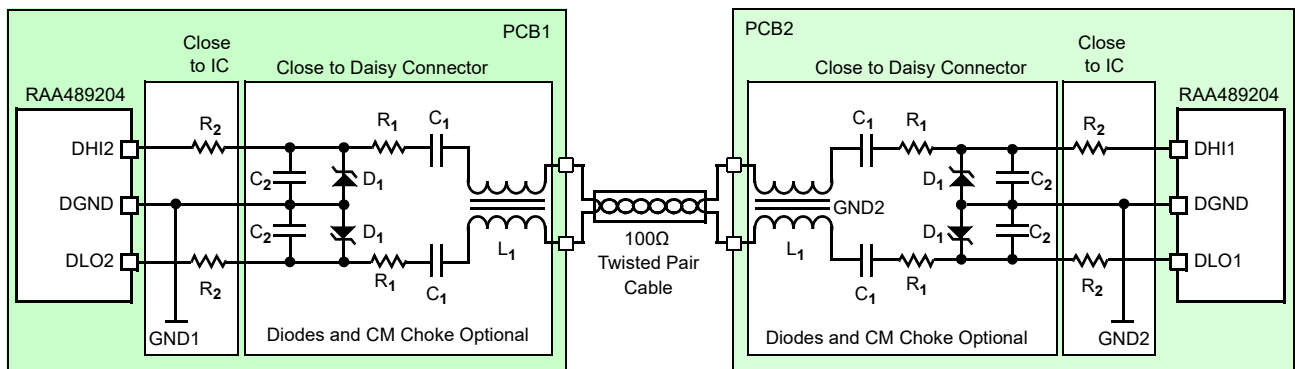 PCB1
Close
to IC
Close to Daisy Connector
RAA489204
R2
R1
C1
DHI2
C2
D1
DGND
C2
D1
L1
DLO2
R2
R1
C1
GND1
Diodes and CM Choke Optional
100Ω
Twisted Pair
Cable
PCB2
Close to Daisy Connector
Close
to IC
RAA489204
C1
R1
R2
DHI1
D1
C2
GND2
DGND
D1
C2
L1
DLO1
C1
R1
R2
Diodes and CM Choke Optional
GND2